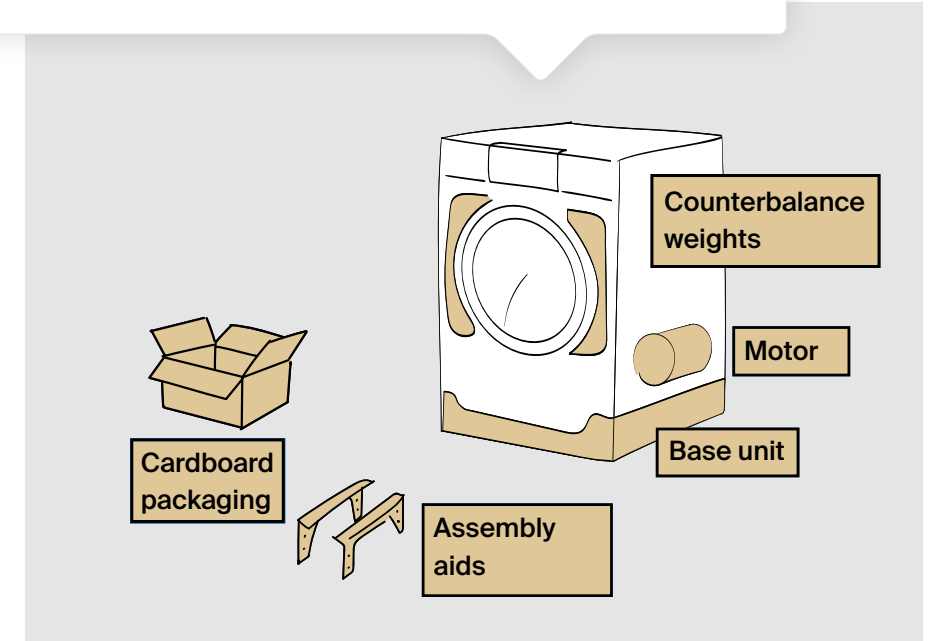 Counterbalance
weights
Motor
Base unit
Cardboard
packaging
Assembly
aids